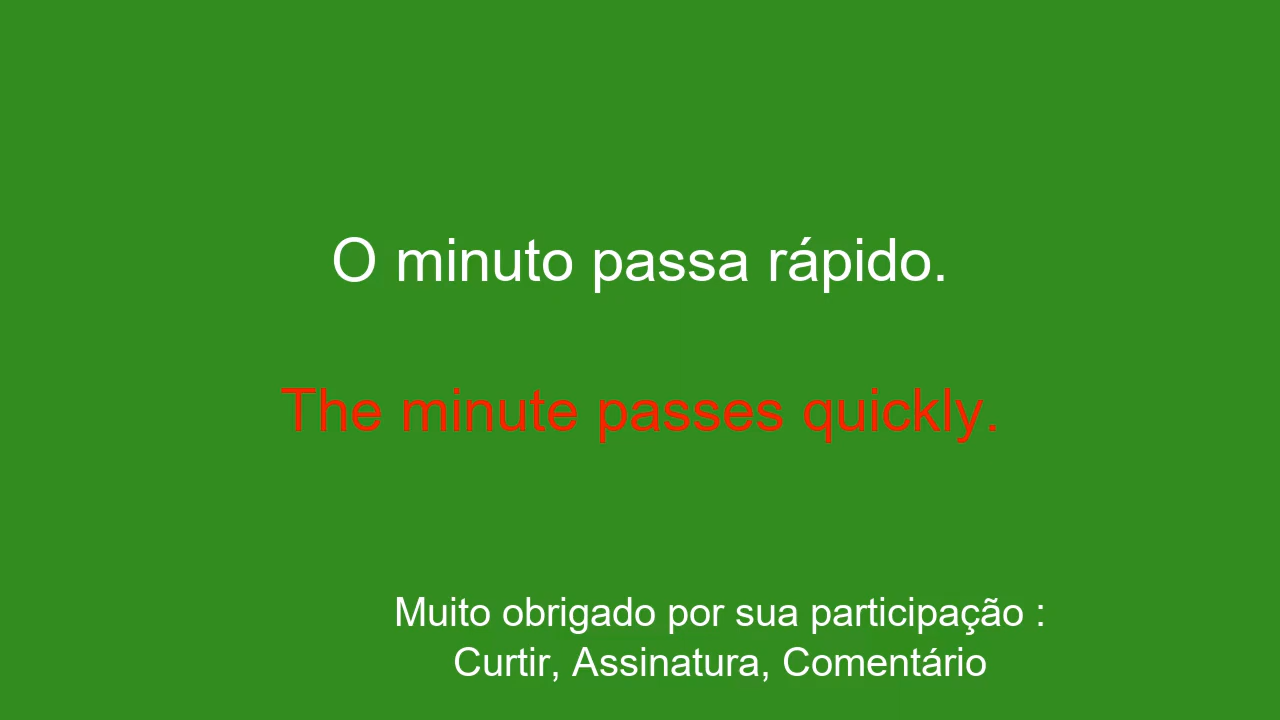 O minuto passa rápido.
The minute passes quickly.
Muito obrigado por sua participação :
Curtir, Assinatura, Comentário